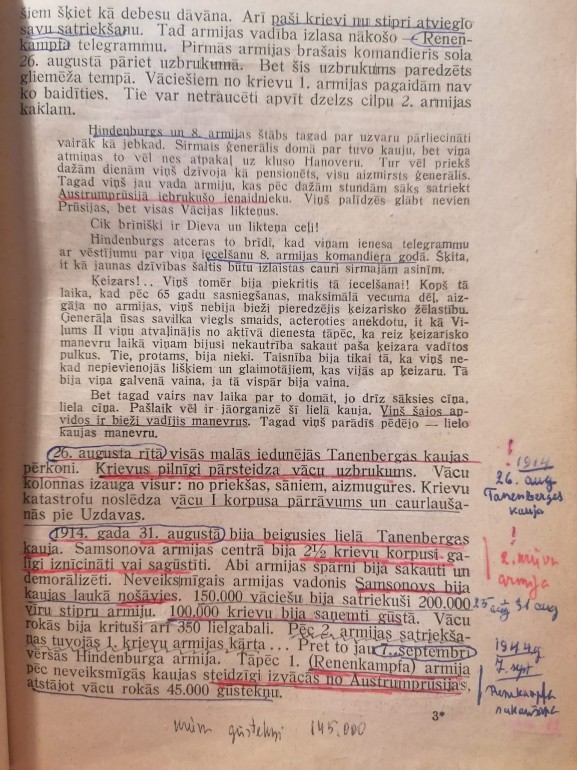 šiem šķiet kā debesu dāvana. Arī paši krievi nu stipri atvieglo
savu satriekšanu. Tad armijas vadība izlasa nākošo — Renen-
kampfa telegrammu. Pirmās armijas brašais komandieris sola
26. augustā pāriet uzbrukumā. Bet šis uzbrukums paredzēts
gliemeža tempā. Vāciešiem no krievu 1. armijas pagaidām nav
ko baidīties. Tie var netraucēti apvīt dzelzs cilpu 2. armijas
kaklam.
Hindenburgs un 8. armijas štābs tagad par uzvaru pārliecināti
vairāk kā jebkad. Sirmais ģenerālis domā par tuvo kauju, bet viņa
atmiņas to vēl nes atpakaļ uz kluso Hanoveru. Tur vēl priekš
dažām dienām viņš dzīvoja kā pensionēts, visu aizmirsts ģenerālis.
Tagad viņš jau vada armiju, kas pēc dažām stundām sāks satriekt
Austrumprūsijā iebrukušo ienaidnieku. Viņš palīdzēs glābt nevien
Prūsijas, bet visas Vācijas likteņus.
Cik brīnišķi ir Dieva un likteņa ceļi!
Hindenburgs atceras to brīdi, kad viņam ienesa telegrammu
ar vēstījumu par viņa iecelšanu 8. armijas komandiera godā. Šķita,
it kā jaunas dzīvības šaltis būtu izlaistas cauri sirmajām asinīm.
Ķeizars!.. Viņš tomēr bija piekritis tā iecelšanai! Kopš tā
laika, kad pēc 65 gadu sasniegšanas, maksimālā vecuma dēļ, aiz-
gāja no armijas, viņš nebija bieži pieredzējis ķeizarisko žēlastību.
Ģenerāļa ūsas savilka viegls smaids, acteroties anekdotu, it kā Vi-
ļums II viņu atvaļinājis no aktīvā dienesta tāpēc, ka reiz ķeizarisko
manevru laikā viņam bijusi nekautrība sakaut paša ķeizara vadītos
pulkus. Tie, protams, bija nieki. Taisnība bija tikai tā, ka viņš ne-
kad nepievienojās lišķiem un glaimotājiem, kas vijās ap ķeizaru. Tā
bija viņa galvenā vaina, ja tā vispār bija vaina.
Bet tagad vairs nav laika par to domāt, jo drīz sāksies cīņa,
liela cīņa. Pašlaik vēl ir jāorganizē šī lielā kauja. Viņš šaios ap-
vidos ir bieži vadījis manevrus. Tagad viņš parādīs pēdējo — lielo
kaujas manevru.
26. augusta rītā visās malās iedunējās Tanenbergas kaujas
pērkoni. Krievus pilnīgi pārsteidza vācu uzbrukums. Vācu
kolonnas izauga visur: no priekšas, sāniem, aizmugures. Krievu
katastrofu noslēdza vācu I korpusa pārrāvums un caurlauša-
nās pie Uzdavas.
! 1914
26. aug
Tanenbergas
kauja
1914. gada 31. augustā bija beigusies lielā Tanenbergas
kauja. Samsonova armijas centrā bija 2½ krievu korpusi ga-
līgi iznīcināti vai sagūstīti. Abi armijas spārni bija sakauti un
demorālizēti. Neveiksmīgais armijas vadonis Samsonovs bija
kaujas laukā nošāvies. 150.000 vāciešu bija satriekuši 200.000
vīru stipru armiju. 100.000 krievu bija saņemti gūstā. Vācu
rokās bija krituši arī 350 lielgabali. Pēc 2. armijas satriekša-
nas tuvojās 1. krievu armijas kārta... Pret to jau 7. septembrī
vērsās Hindenburga armija. Tāpēc 1. (Renenkampfa) armija
pēc neveiksmīgās kaujas steidzīgi izvācās no Austrumprūsijas,
atstājot vācu rokās 45.000 gūstekņu.
!
2. krievu
armija
25 aug 31 aug
1914 g
7. sept
Renenkampfa
sakaušana
3*
krievu gūstekņi 145.000